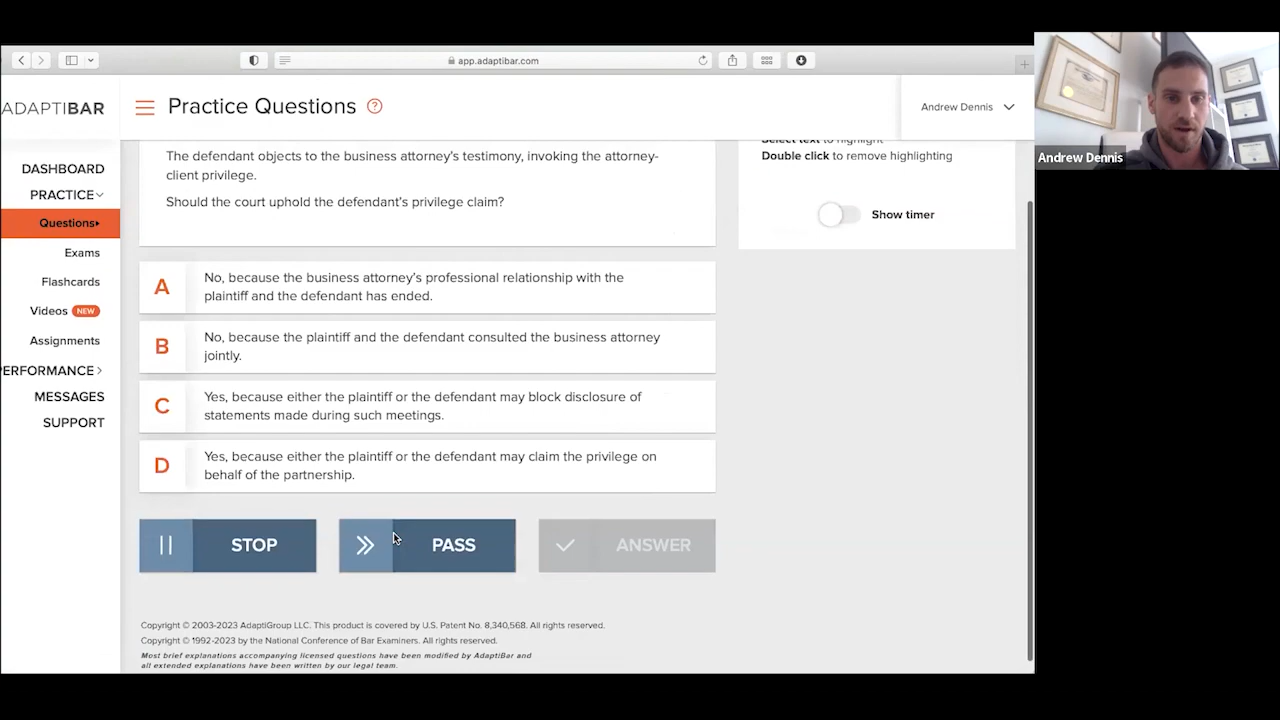 app.adaptibar.com
ADAPTIBAR
Practice Questions ?
Andrew Dennis
Andrew Dennis
DASHBOARD
PRACTICE
Questions
Exams
Flashcards
Videos NEW
Assignments
ERFORMANCE
MESSAGES
SUPPORT
The defendant objects to the business attorney's testimony, invoking the attorney-
client privilege.
Should the court uphold the defendant's privilege claim?
Select text to highlight
Double click to remove highlighting
Show timer
A
No, because the business attorney's professional relationship with the
plaintiff and the defendant has ended.
B
No, because the plaintiff and the defendant consulted the business attorney
jointly.
C
Yes, because either the plaintiff or the defendant may block disclosure of
statements made during such meetings.
D
Yes, because either the plaintiff or the defendant may claim the privilege on
behalf of the partnership.
STOP
PASS
ANSWER
Copyright © 2003-2023 AdaptiGroup LLC. This product is covered by U.S. Patent No. 8,340,568. All rights reserved.
Copyright © 1992-2023 by the National Conference of Bar Examiners. All rights reserved.
Most brief explanations accompanying licensed questions have been modified by AdaptiBar and
all extended explanations have been written by our legal team.